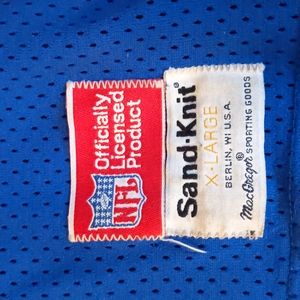 Officially
Licensed
Product
NFL
Sand·Knit®
X-LARGE
BERLIN, WI U.S.A.
MacGregor® SPORTING GOODS